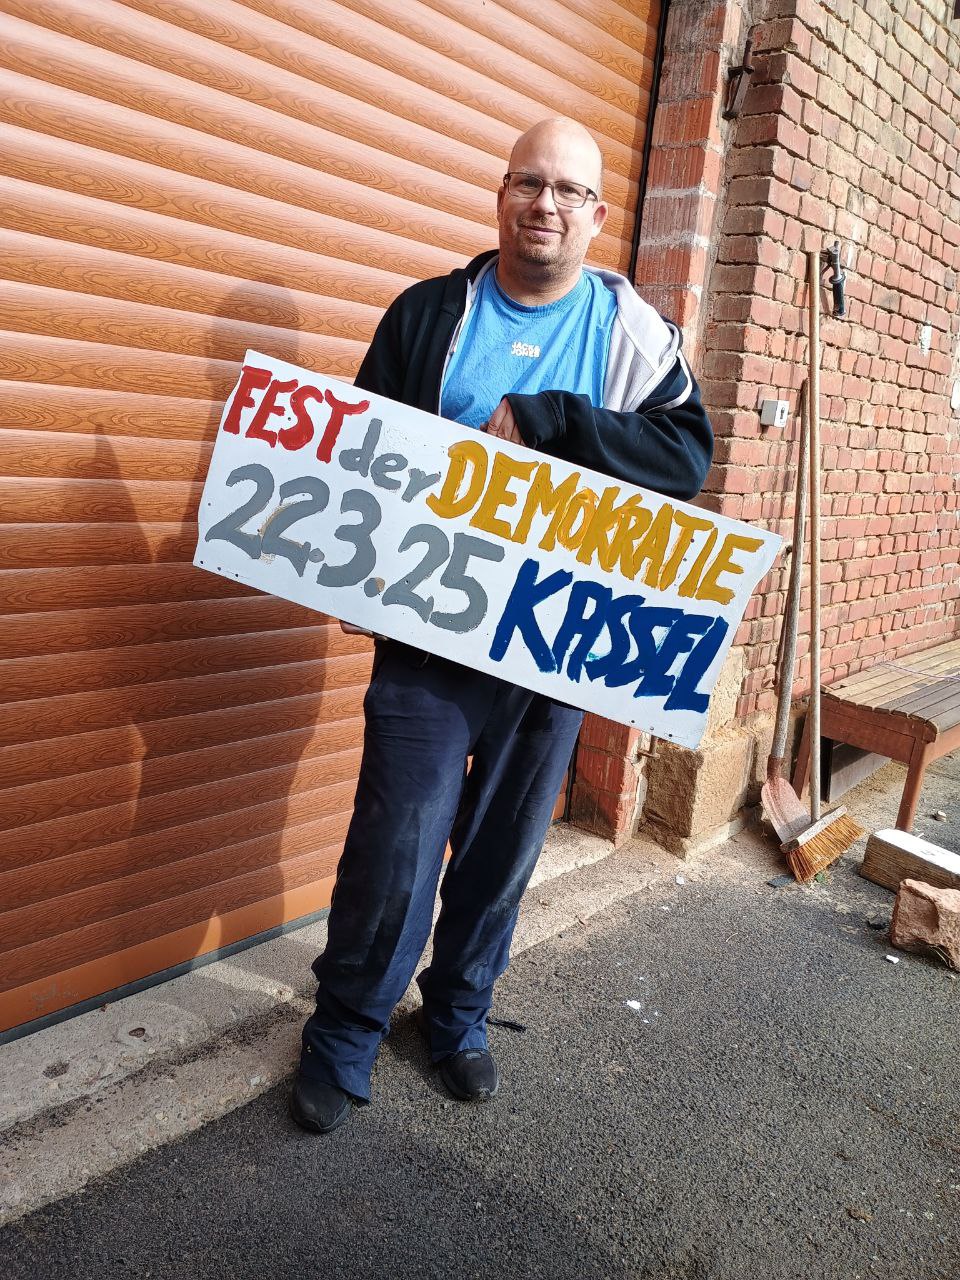 JACK &
JONES
FEST der DEMOKRATIE
22.3.25 KASSEL